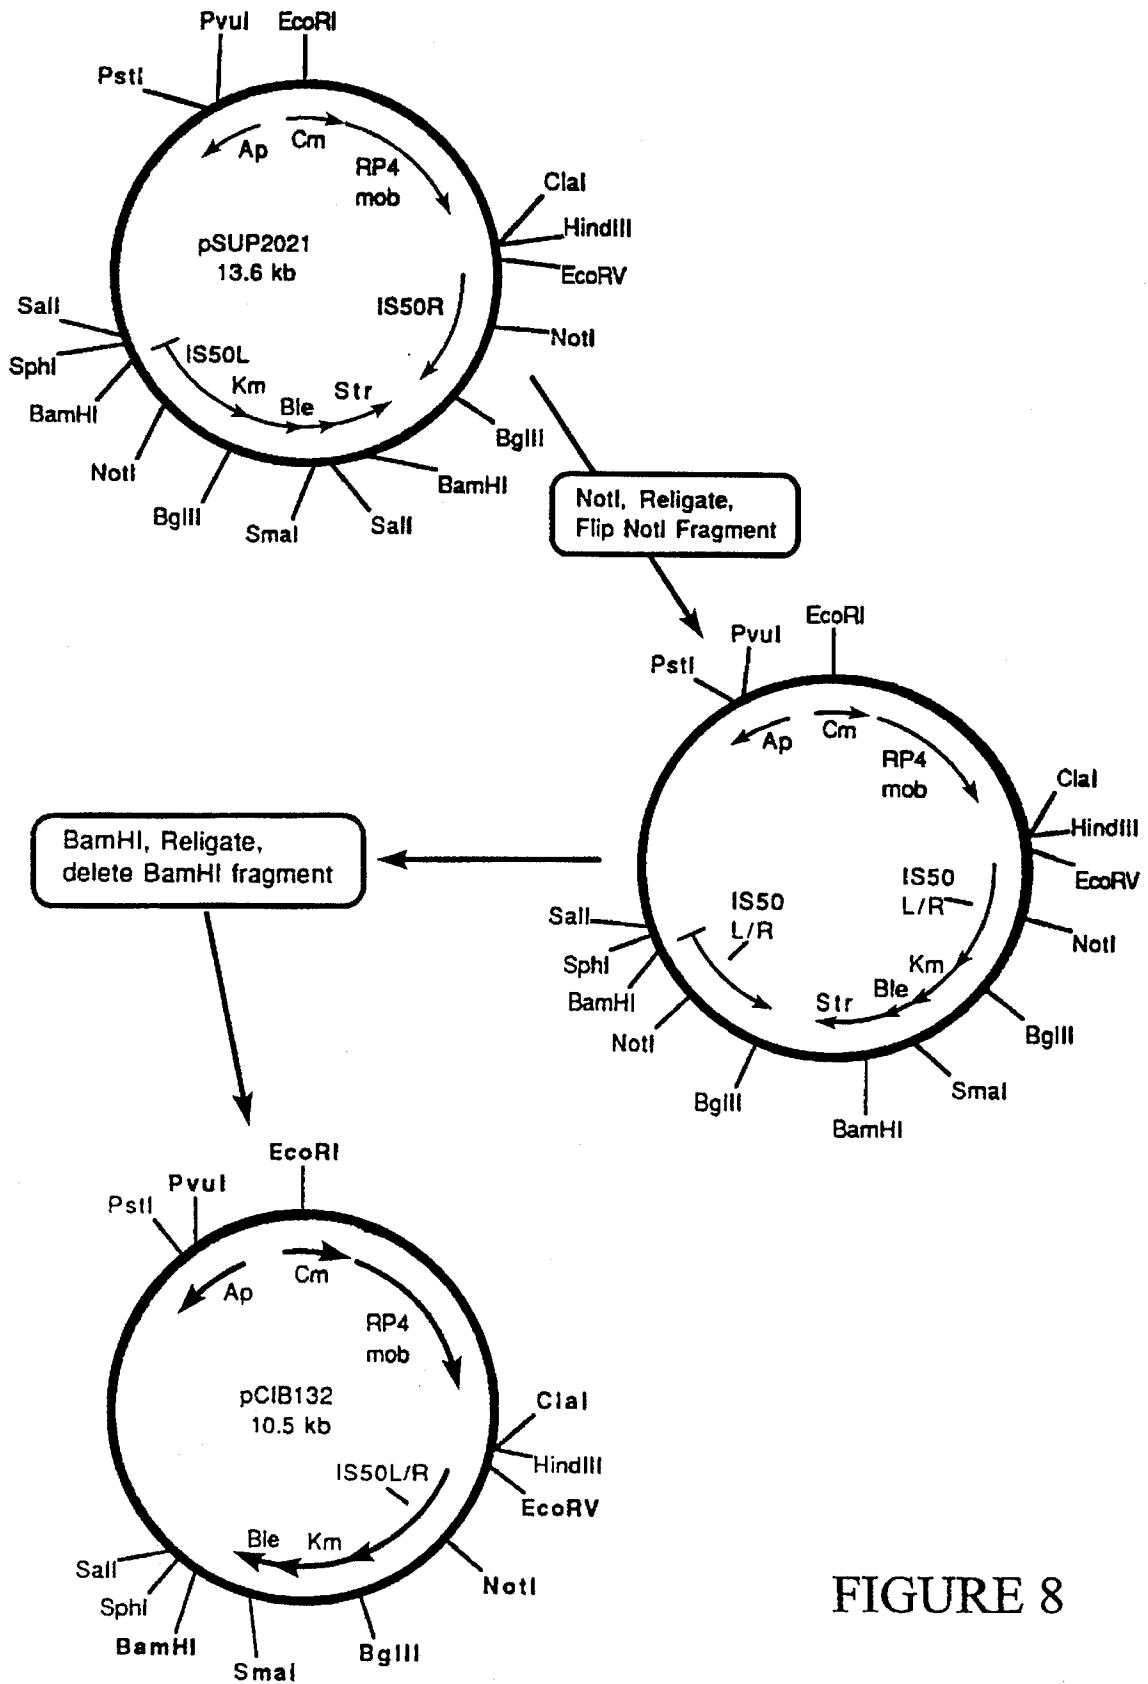 PvuI
EcoRI
PstI
Ap
Cm
RP4
mob
ClaI
HindIII
EcoRV
pSUP2021
13.6 kb
IS50R
NotI
SalI
SphI
BamHI
NotI
BglII
SmaI
SalI
BamHI
BglII
IS50L
Km
Ble
Str
NotI, Religate,
Flip NotI Fragment
EcoRI
PvuI
PstI
Ap
Cm
RP4
mob
ClaI
HindIII
EcoRV
IS50
L/R
NotI
IS50
L/R
SalI
SphI
BamHI
NotI
BglII
BamHI
SmaI
BglII
Str
Ble
Km
BamHI, Religate,
delete BamHI fragment
EcoRI
PvuI
PstI
Ap
Cm
RP4
mob
pCIB132
10.5 kb
ClaI
HindIII
EcoRV
IS50L/R
Ble
Km
NotI
SalI
SphI
BamHI
SmaI
BglII
FIGURE 8